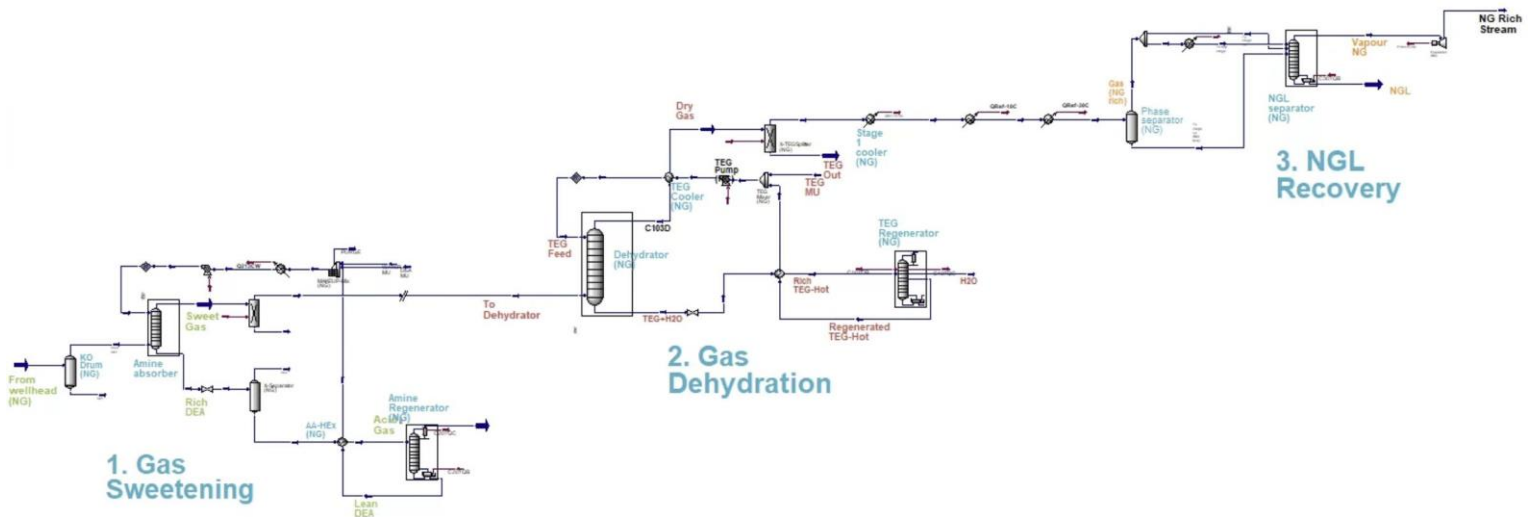 NG Rich
Stream
Vapour
NG
NGL
NGL
separator
(NG)
Gas
(NG
rich)
Phase
separator
(NG)
3. NGL
Recovery
QRef-10C
QRef-30C
Stage
1
cooler
(NG)
Dry
Gas
TEG
Out
TEG
MU
TEG
Pump
TEG
Cooler
(NG)
C103D
TEG
Feed
Dehydrator
(NG)
TEG+H2O
TEG
Regenerator
(NG)
Rich
TEG-Hot
H2O
Regenerated
TEG-Hot
2. Gas
Dehydration
To
Dehydrator
Sweet
Gas
Amine
absorber
KO
Drum
(NG)
From
wellhead
(NG)
Rich
DEA
AA-HEx
(NG)
Amine
Regenerator
(NG)
Acid
Gas
Lean
DEA
1. Gas
Sweetening